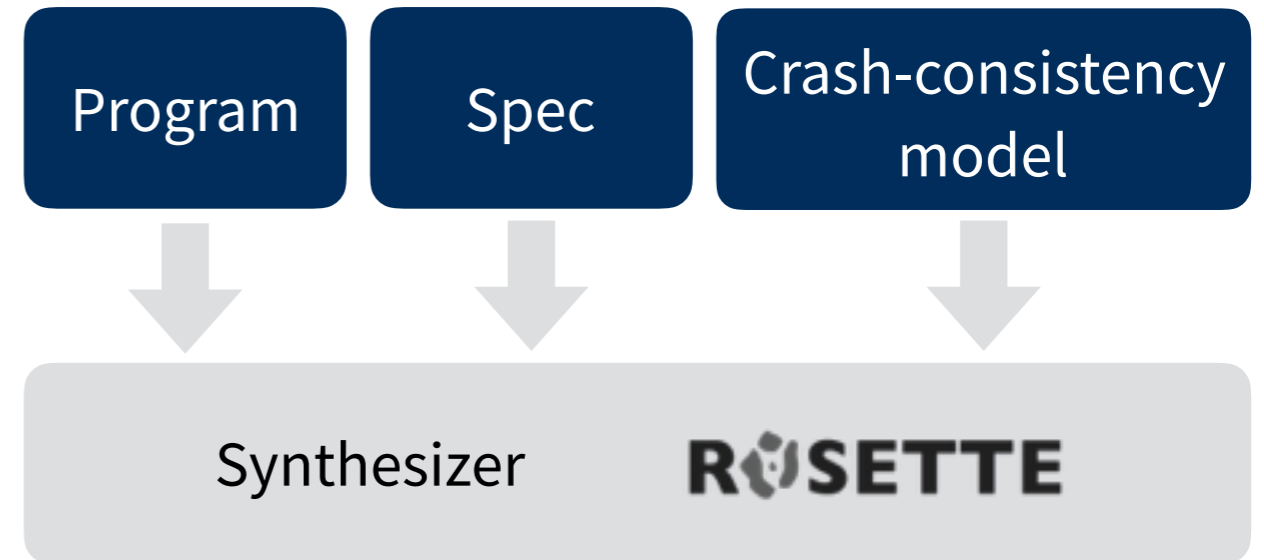 Program
Spec
Crash-consistency
model
Synthesizer
ROSETTE